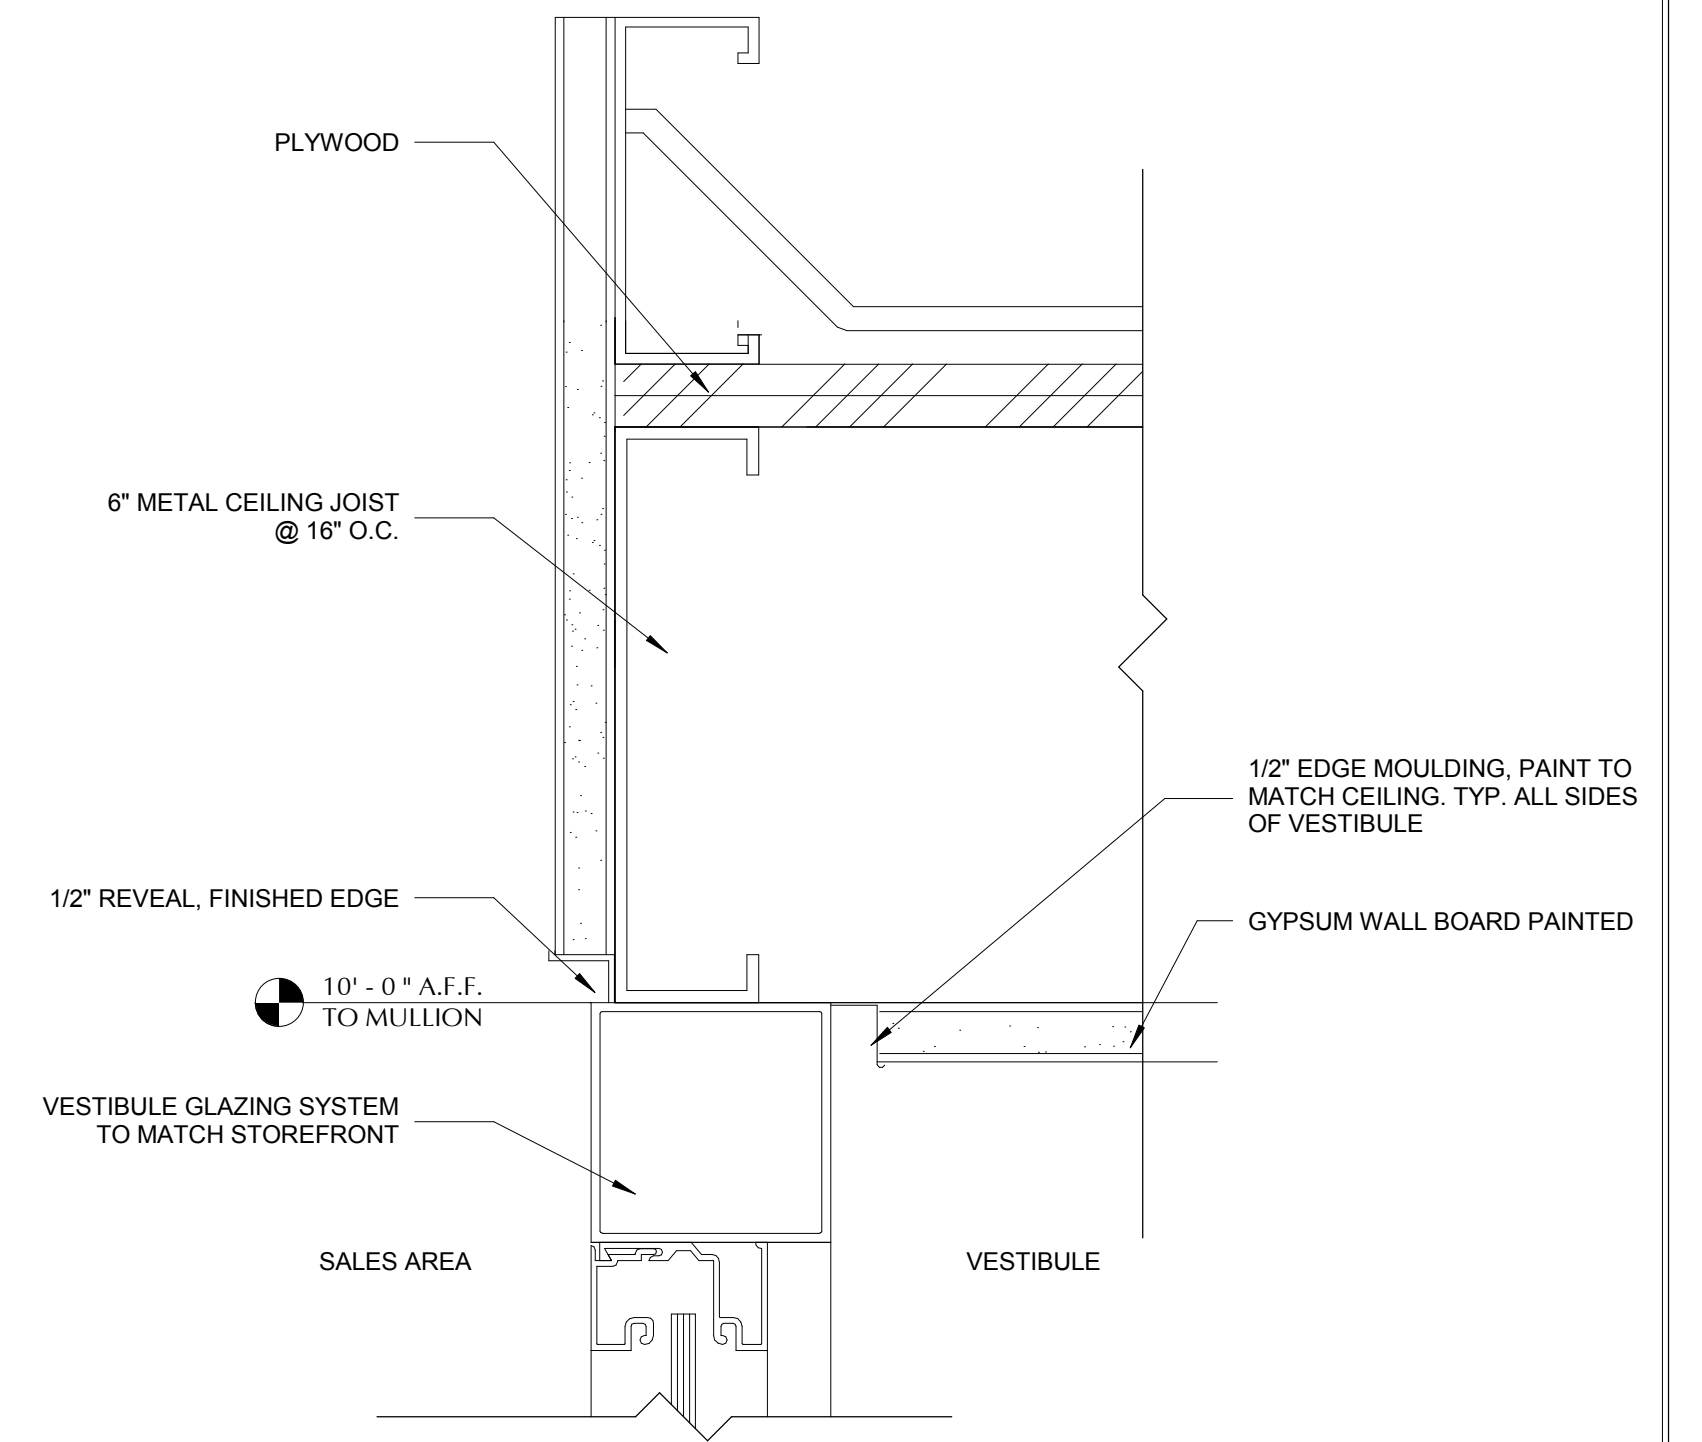 PLYWOOD
6" METAL CEILING JOIST
@ 16" O.C.
1/2" EDGE MOULDING, PAINT TO
MATCH CEILING. TYP. ALL SIDES
OF VESTIBULE
1/2" REVEAL, FINISHED EDGE
GYPSUM WALL BOARD PAINTED
10' - 0 " A.F.F.
TO MULLION
VESTIBULE GLAZING SYSTEM
TO MATCH STOREFRONT
SALES AREA
VESTIBULE